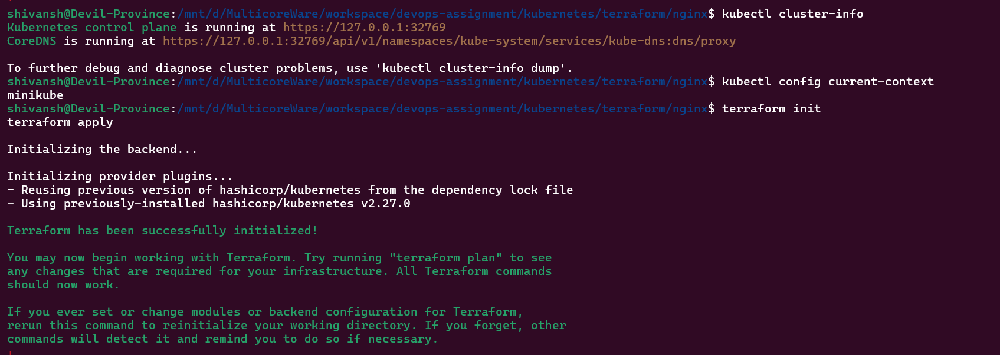 shivansh@Devil-Province:/mnt/d/MulticoreWare/workspace/devops-assignment/kubernetes/terraform/nginx$ kubectl cluster-info
Kubernetes control plane is running at https://127.0.0.1:32769
CoreDNS is running at https://127.0.0.1:32769/api/v1/namespaces/kube-system/services/kube-dns:dns/proxy

To further debug and diagnose cluster problems, use 'kubectl cluster-info dump'.
shivansh@Devil-Province:/mnt/d/MulticoreWare/workspace/devops-assignment/kubernetes/terraform/nginx$ kubectl config current-context
minikube
shivansh@Devil-Province:/mnt/d/MulticoreWare/workspace/devops-assignment/kubernetes/terraform/nginx$ terraform init
terraform apply

Initializing the backend...

Initializing provider plugins...
- Reusing previous version of hashicorp/kubernetes from the dependency lock file
- Using previously-installed hashicorp/kubernetes v2.27.0

Terraform has been successfully initialized!

You may now begin working with Terraform. Try running "terraform plan" to see
any changes that are required for your infrastructure. All Terraform commands
should now work.

If you ever set or change modules or backend configuration for Terraform,
rerun this command to reinitialize your working directory. If you forget, other
commands will detect it and remind you to do so if necessary.